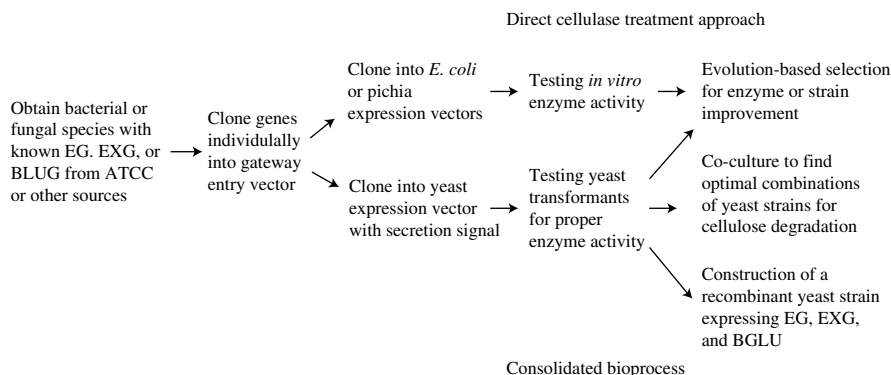 Direct cellulase treatment approach
Obtain bacterial or
fungal species with
known EG. EXG, or
BLUG from ATCC
or other sources
Clone genes
individulally
into gateway
entry vector
Clone into E. coli
or pichia
expression vectors
Testing in vitro
enzyme activity
Evolution-based selection
for enzyme or strain
improvement
Clone into yeast
expression vector
with secretion signal
Testing yeast
transformants
for proper
enzyme activity
Co-culture to find
optimal combinations
of yeast strains for
cellulose degradation
Construction of a
recombinant yeast strain
expressing EG, EXG,
and BGLU
Consolidated bioprocess